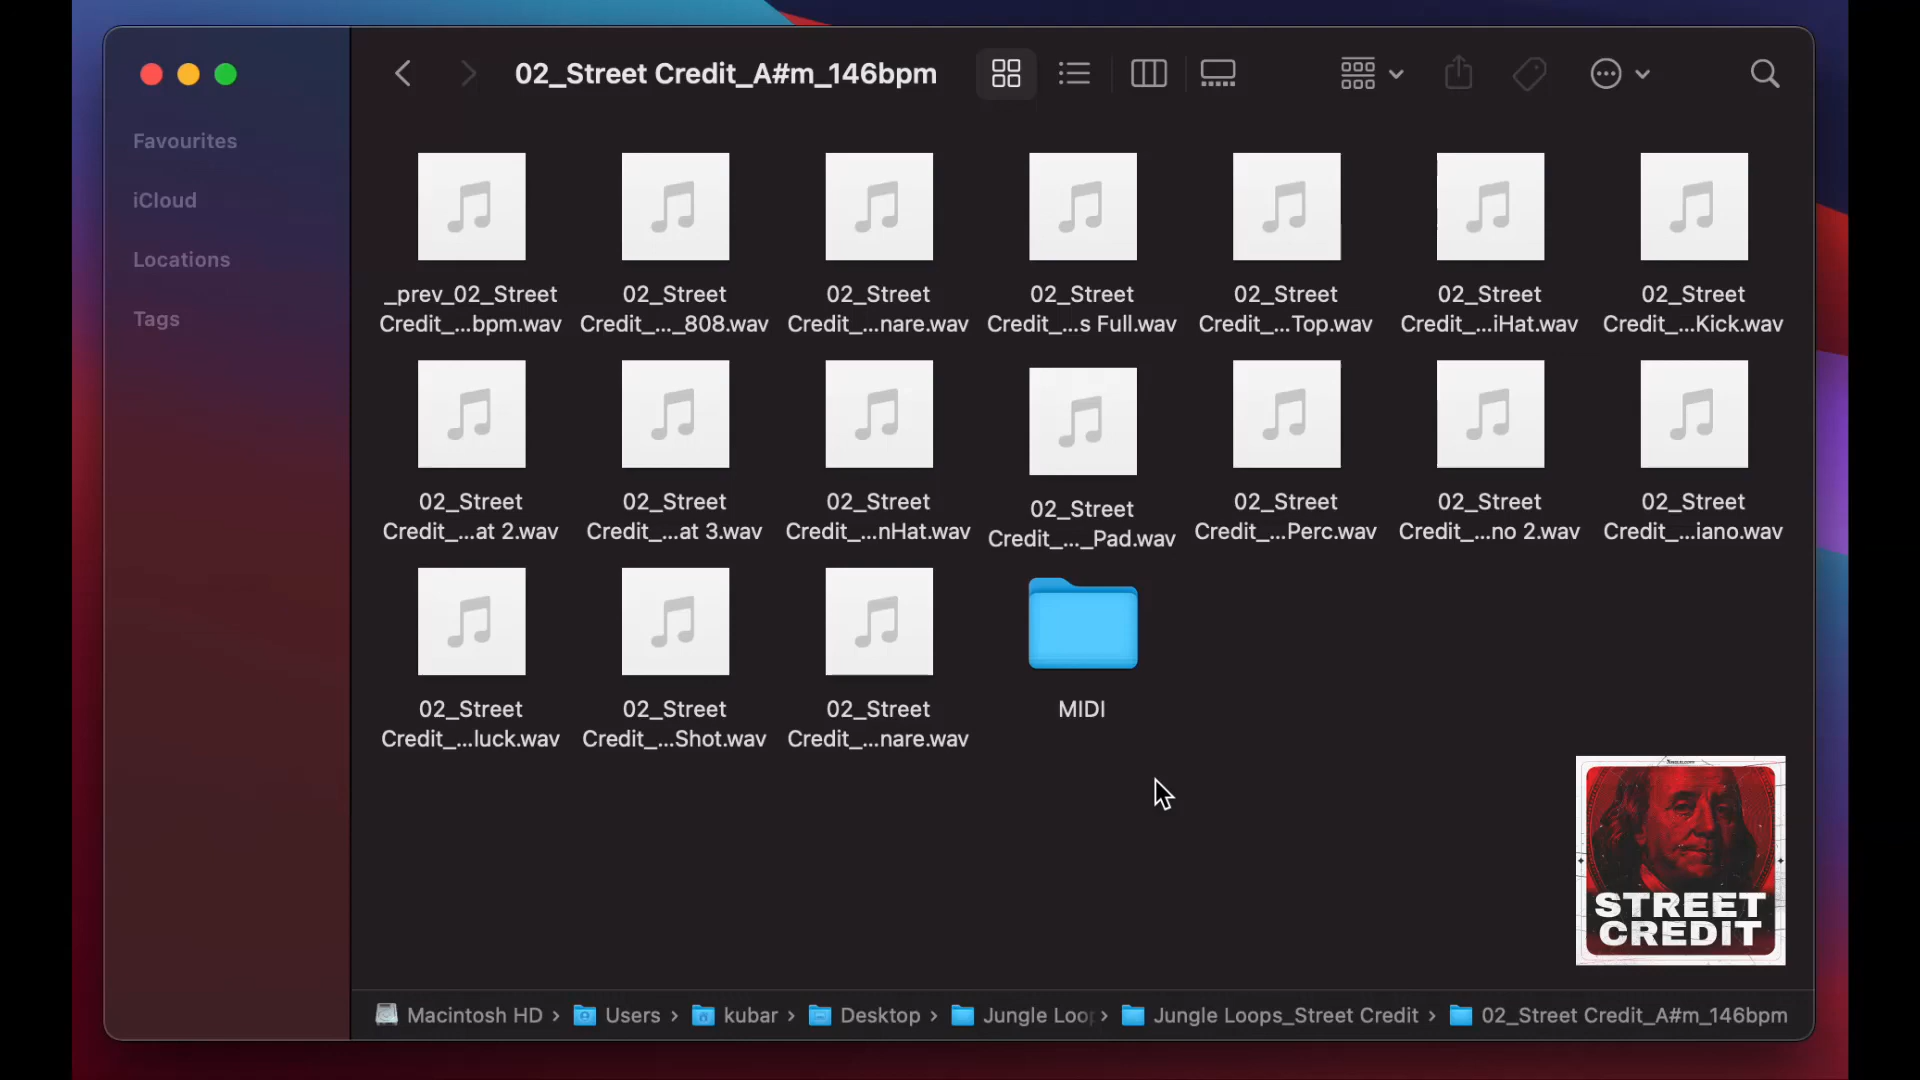 02_Street Credit_A#m_146bpm
Favourites
iCloud
Locations
Tags
_prev_02_Street
Credit_...bpm.wav
02_Street
Credit_..._808.wav
02_Street
Credit_...nare.wav
02_Street
Credit_...s Full.wav
02_Street
Credit_...Top.wav
02_Street
Credit_...iHat.wav
02_Street
Credit_...Kick.wav
02_Street
Credit_...at 2.wav
02_Street
Credit_...at 3.wav
02_Street
Credit_...nHat.wav
02_Street
Credit_..._Pad.wav
02_Street
Credit_...Perc.wav
02_Street
Credit_...no 2.wav
02_Street
Credit_...iano.wav
02_Street
Credit_...luck.wav
02_Street
Credit_...Shot.wav
02_Street
Credit_...nare.wav
MIDI
STREET
CREDIT
Macintosh HD › Users › kubar › Desktop › Jungle Loo › Jungle Loops_Street Credit › 02_Street Credit_A#m_146bpm